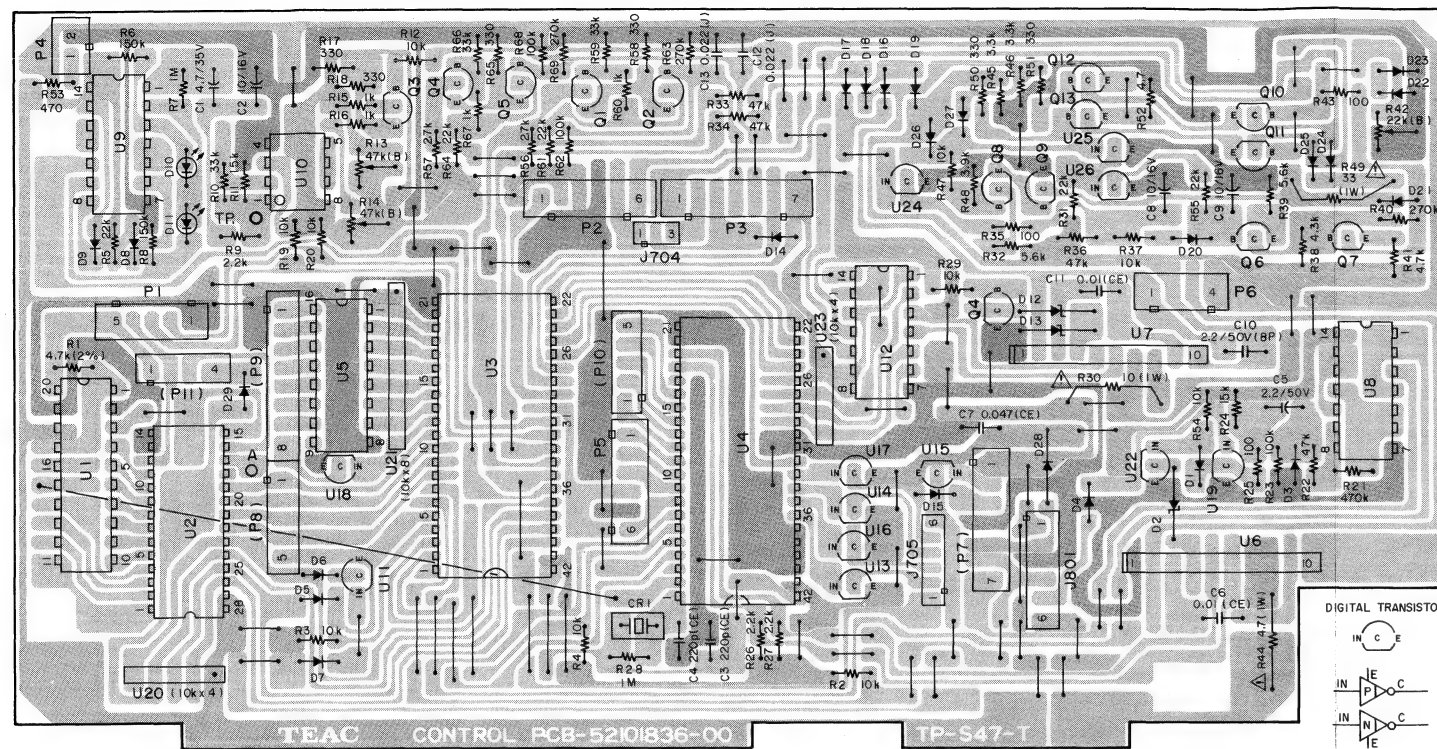 P4
R6
150k
R53
470
U9
R7 1M
C1 4.7/35V
C2 10/16V
R17
330
R18
330
R15
1k
R16
1k
R12
10k
Q3
Q4
R66
33k
R65
330
R68
100k
Q5
R69
270k
R59
33k
Q1
R60
1k
R58
330
R63
270k
Q2
C13 0.022(J)
C12
0.022(J)
R33
47k
R34
47k
D17
D18
D16
D19
D27
R50 330
R45 3.3k
R46 3.3k
R51 330
Q12
Q13
R52 4.7
Q10
Q11
R43
100
D23
D22
R42
22k(B)
D10
D11
R10 33k
R11 15k
U10
R13
47k(B)
R14
47k(B)
R57 27k
R64 22k
R67 1k
R56 27k
R61 22k
R62 100k
D26
R47 10k
R48 3.9k
U24
Q8
Q9
U25
U26
R31 22k
C8 10/16V
R55 22k
C9 10/16V
R39 5.6k
D25
D24
R49
33
(1W)
D21
R40
270k
TP
R9
2.2k
R19 10k
R20 10k
D9
R5 22k
D8
R8 150k
P2
P3
J704
D14
R35
100
R32
5.6k
R36
47k
R37
10k
D20
Q6
R38 4.3k
Q7
R41
4.7k
P1
R1
4.7k(2%)
(P11)
(P9)
D29
U5
U3
(P10)
U4
U23
(10k x 4)
U12
R29
10k
Q4
D12
D13
C11 0.01(CE)
P6
U7
C10
2.2/50V(BP)
R30 10(1W)
C5
2.2/50V
U8
U1
U2
A
(P8)
U18
U21
(10k x 8)
P5
C7 0.047(CE)
U17
U15
U14
D15
U16
U13
J705
(P7)
D28
J801
D4
U22
D1
R54 10k
R24 15k
U19
D2
R25 100
R23 100k
D3
R22 47K
R21
470k
U6
D6
D5
U11
R3 10k
D7
U20 (10k x 4)
R4 10k
CR1
R28
1M
C4 220p(CE)
C3 220p(CE)
R26 2.2k
R27 2.2k
R2 10k
C6
0.01(CE)
R44 4.7(1W)
DIGITAL TRANSISTO
IN C E
IN P C
E
IN N C
E
TEAC CONTROL PCB-52101836-00 TP-S47-T